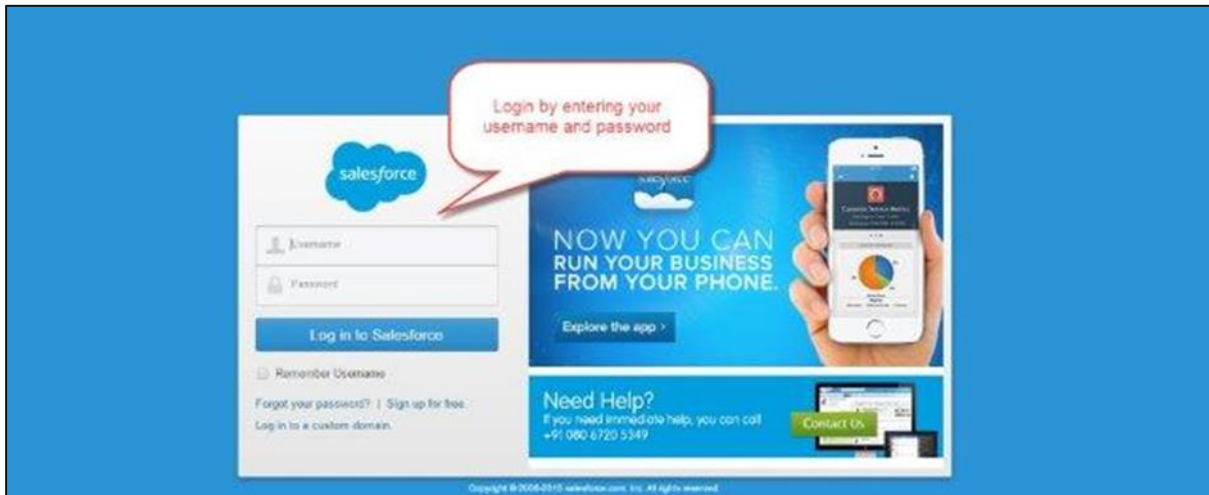 Login by entering your
username and password
salesforce
Username
Password
Log in to Salesforce
Remember Username
Forgot your password? | Sign up for free.
Log in to a custom domain.
salesforce
NOW YOU CAN
RUN YOUR BUSINESS
FROM YOUR PHONE.
Explore the app >
Need Help?
If you need immediate help, you can call
+91 080 6720 5349
Contact Us
Copyright © 2000-2015 salesforce.com, inc. All rights reserved.